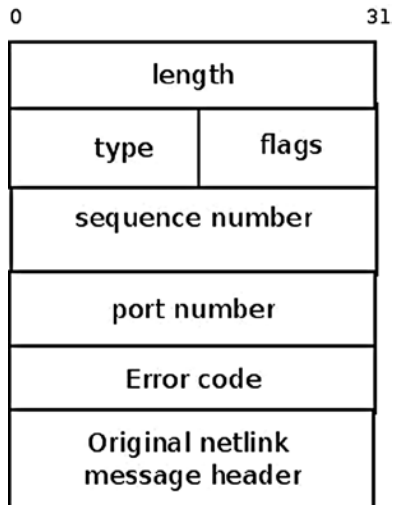 0 31
length
type flags
sequence number
port number
Error code
Original netlink
message header